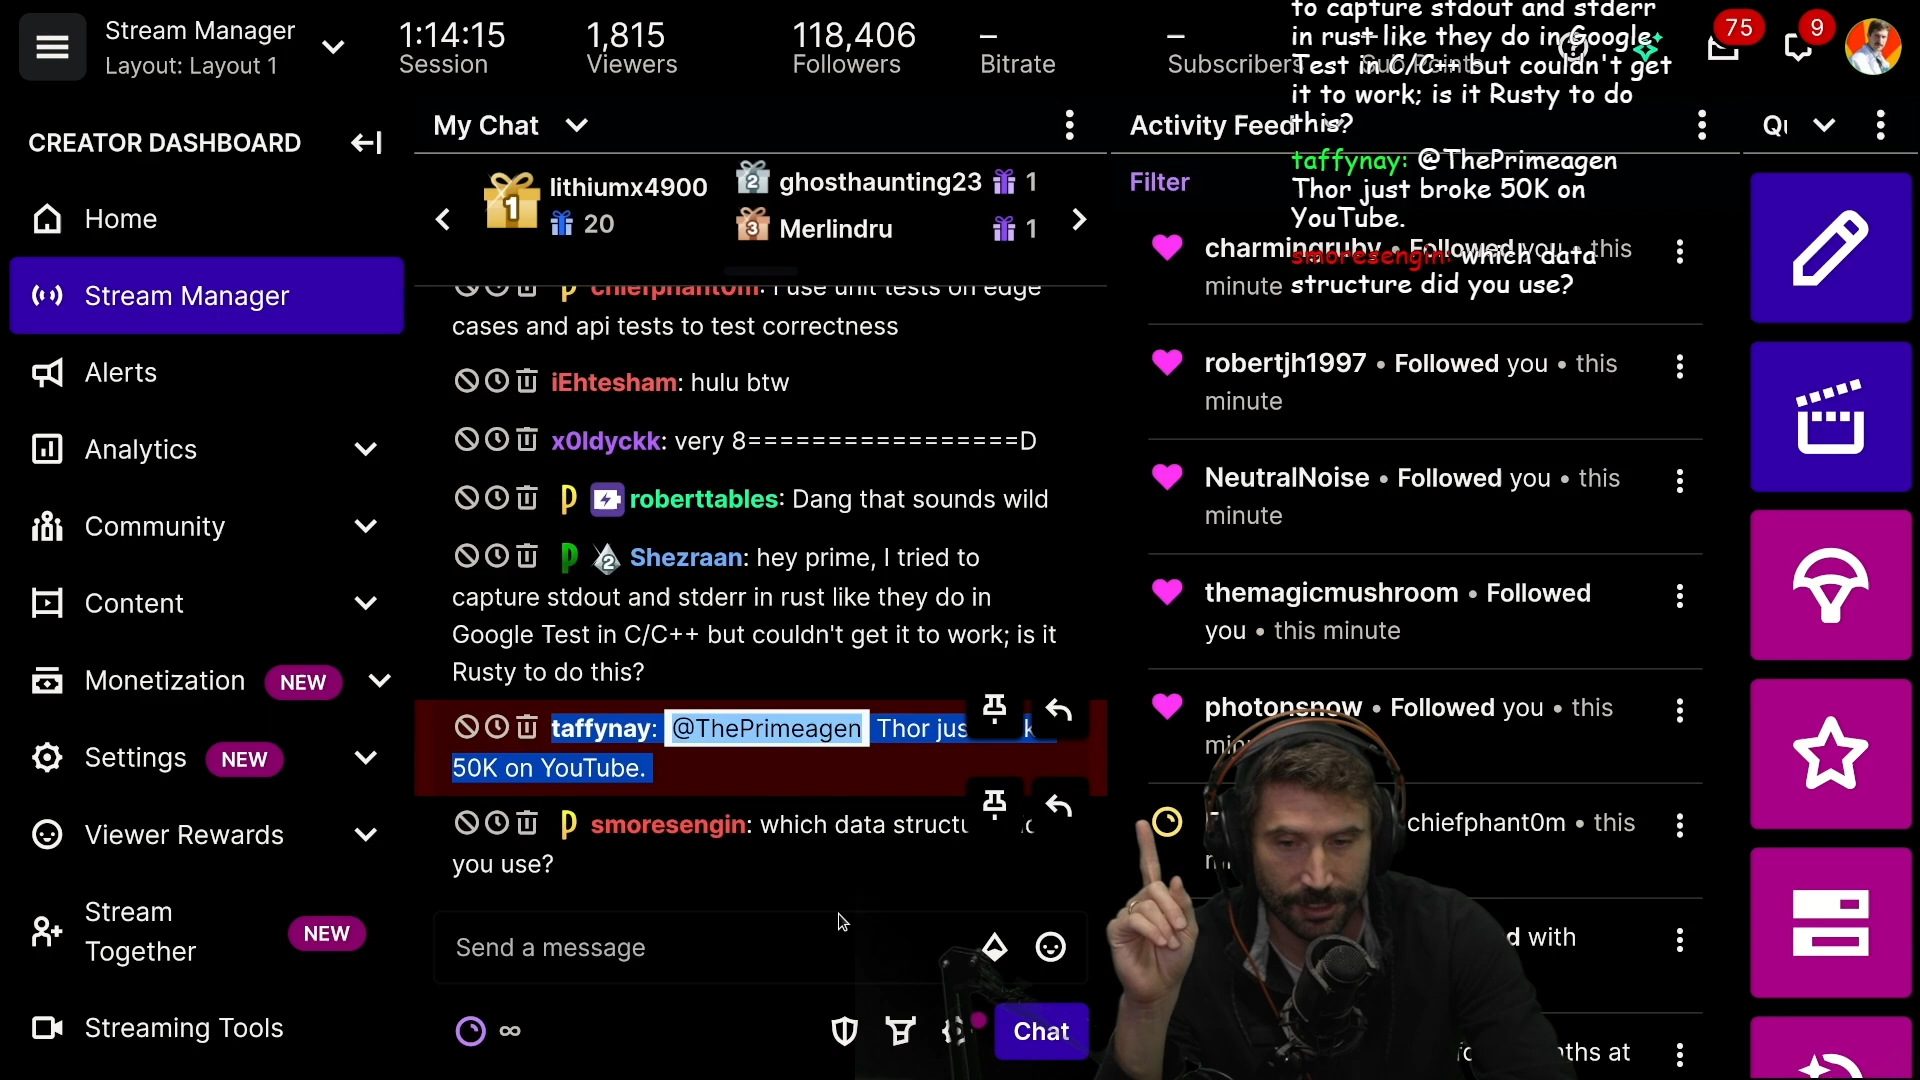 Stream Manager
Layout: Layout 1
1:14:15
Session
1,815
Viewers
118,406
Followers
–
Bitrate
–
Subscribers
75
9
to capture stdout and stderr
in rust like they do in Google
Test in C/C++ but couldn't get
it to work; is it Rusty to do
this?
taffynay: @ThePrimeagen
Thor just broke 50K on
YouTube.
smoresengin: which data
structure did you use?
CREATOR DASHBOARD
Home
Stream Manager
Alerts
Analytics
Community
Content
Monetization NEW
Settings NEW
Viewer Rewards
Stream
Together
NEW
Streaming Tools
My Chat
1
lithiumx4900
20
2 ghosthaunting23 1
3 Merlindru 1
chiefphant0m: I use unit tests on edge
cases and api tests to test correctness
iEhtesham: hulu btw
x0ldyckk: very 8=================D
roberttables: Dang that sounds wild
2 Shezraan: hey prime, I tried to
capture stdout and stderr in rust like they do in
Google Test in C/C++ but couldn't get it to work; is it
Rusty to do this?
taffynay: @ThePrimeagen Thor jus
50K on YouTube.
smoresengin: which data
you use?
Send a message
∞
Chat
Activity Feed
Filter
charmingruby • Followed you • this
minute
robertjh1997 • Followed you • this
minute
NeutralNoise • Followed you • this
minute
themagicmushroom • Followed
you • this minute
photonsnow • Followed you • this
chiefphant0m • this
with
at